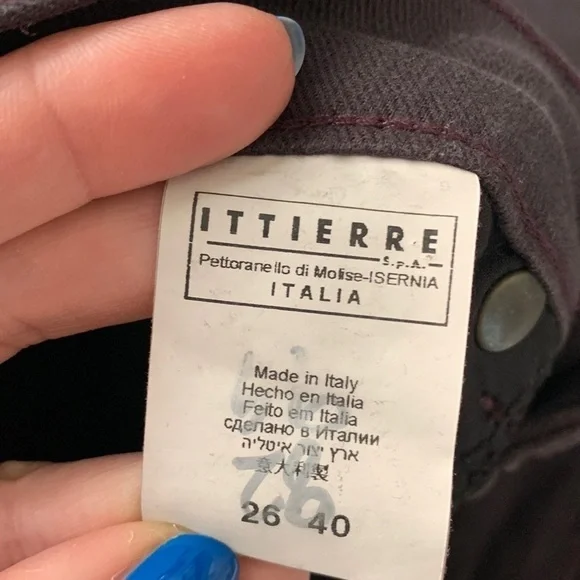 ITTIERRE
S.p.A.
Pettoranello di Molise-ISERNIA
ITALIA
Made in Italy
Hecho en Italia
Feito em Italia
сделано в Италии
ארץ יצור איטליה
意大利製
26 40